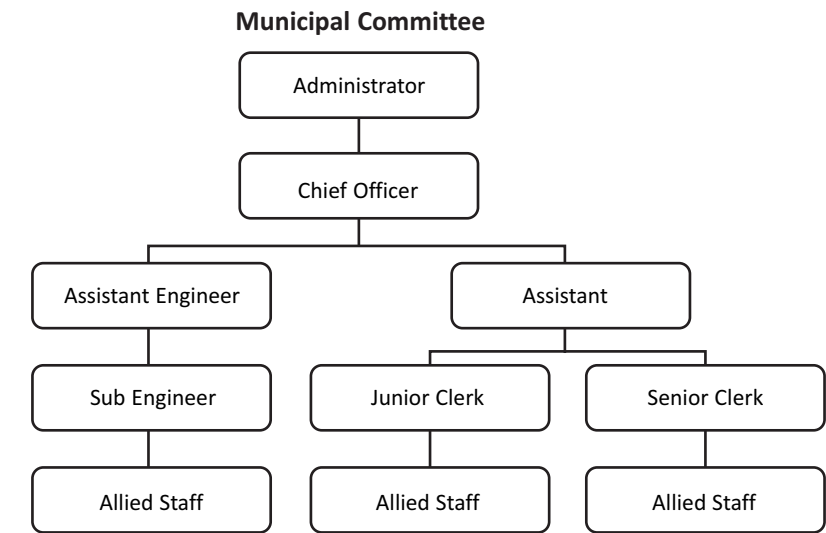 Municipal Committee
Administrator
Chief Officer
Assistant Engineer
Assistant
Sub Engineer
Junior Clerk
Senior Clerk
Allied Staff
Allied Staff
Allied Staff